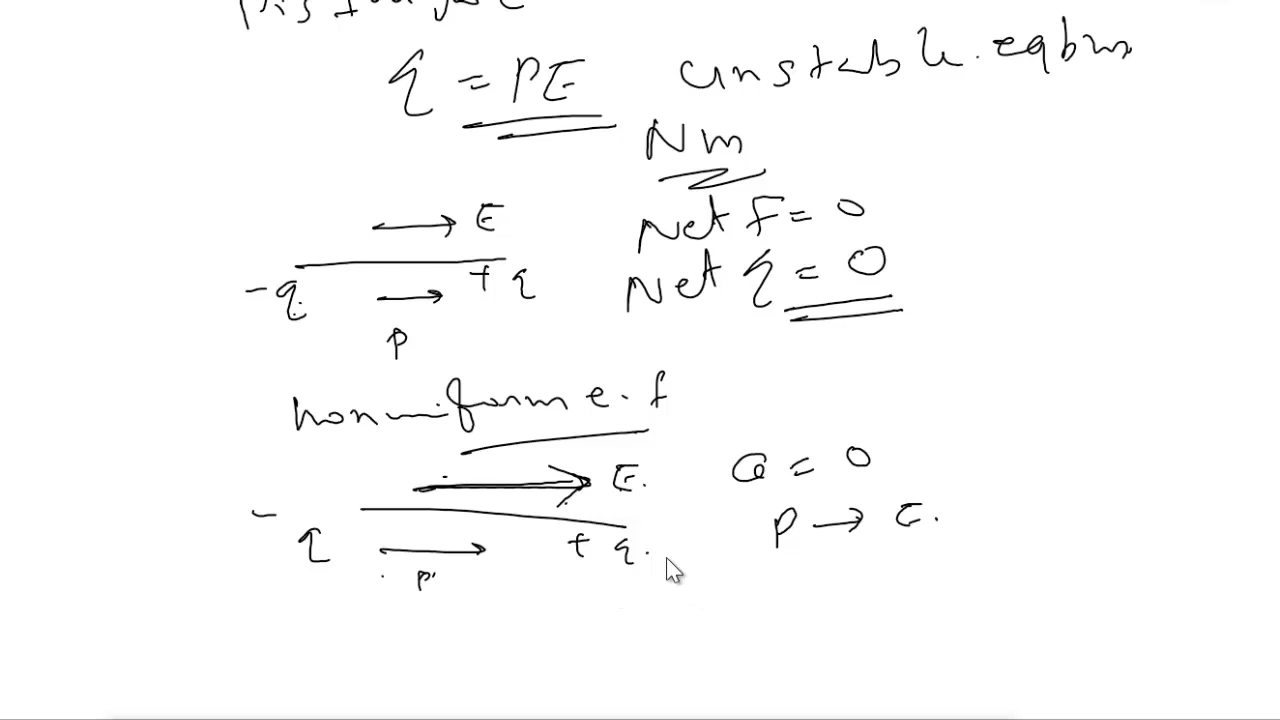 τ = PE unstable. eqbm
Nm
→ E Net F = 0
-q +q Net τ = 0
→
p
nonuniform e.f
→ E. θ = 0
-q → +q. p → E.
p